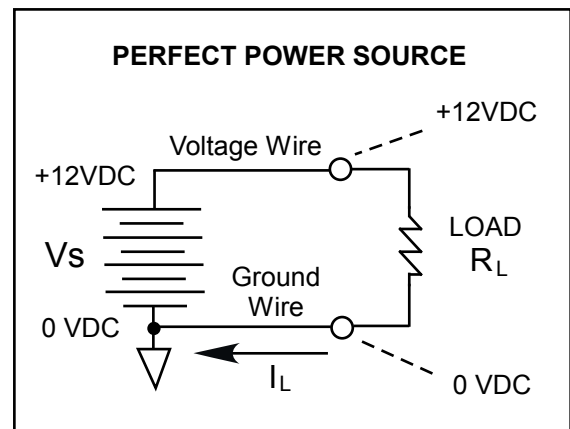 PERFECT POWER SOURCE
+12VDC
Voltage Wire
+12VDC
Vs
LOAD
RL
Ground
Wire
0 VDC
IL
0 VDC